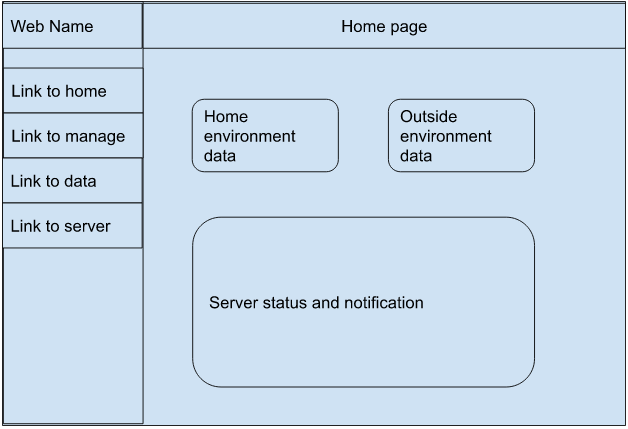 Web Name
Home page
Link to home
Link to manage
Link to data
Link to server
Home
environment
data
Outside
environment
data
Server status and notification